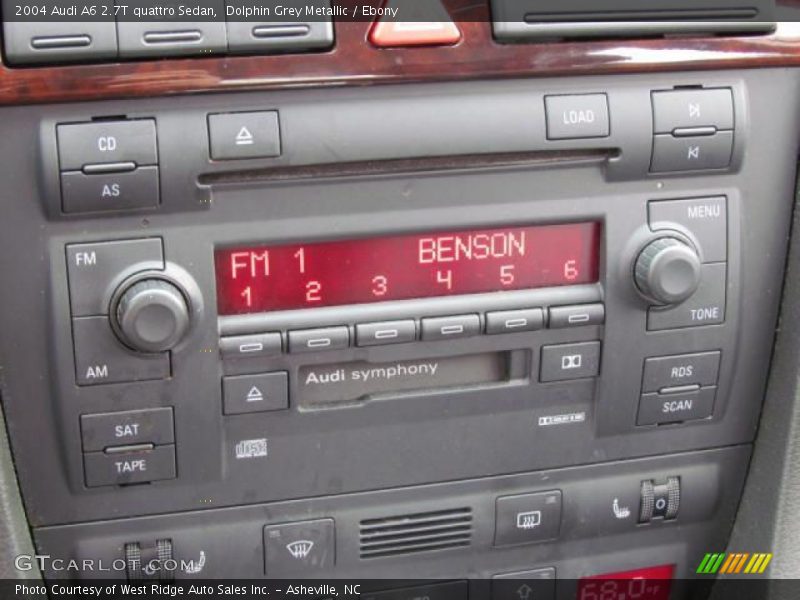 2004 Audi A6 2.7T quattro Sedan, Dolphin Grey Metallic / Ebony
CD
AS
LOAD
FM
MENU
FM 1 BENSON
1 2 3 4 5 6
AM
TONE
Audi symphony
RDS
SCAN
SAT
TAPE
GTCARLOT.COM
68.0°F
Photo Courtesy of West Ridge Auto Sales Inc. – Asheville, NC